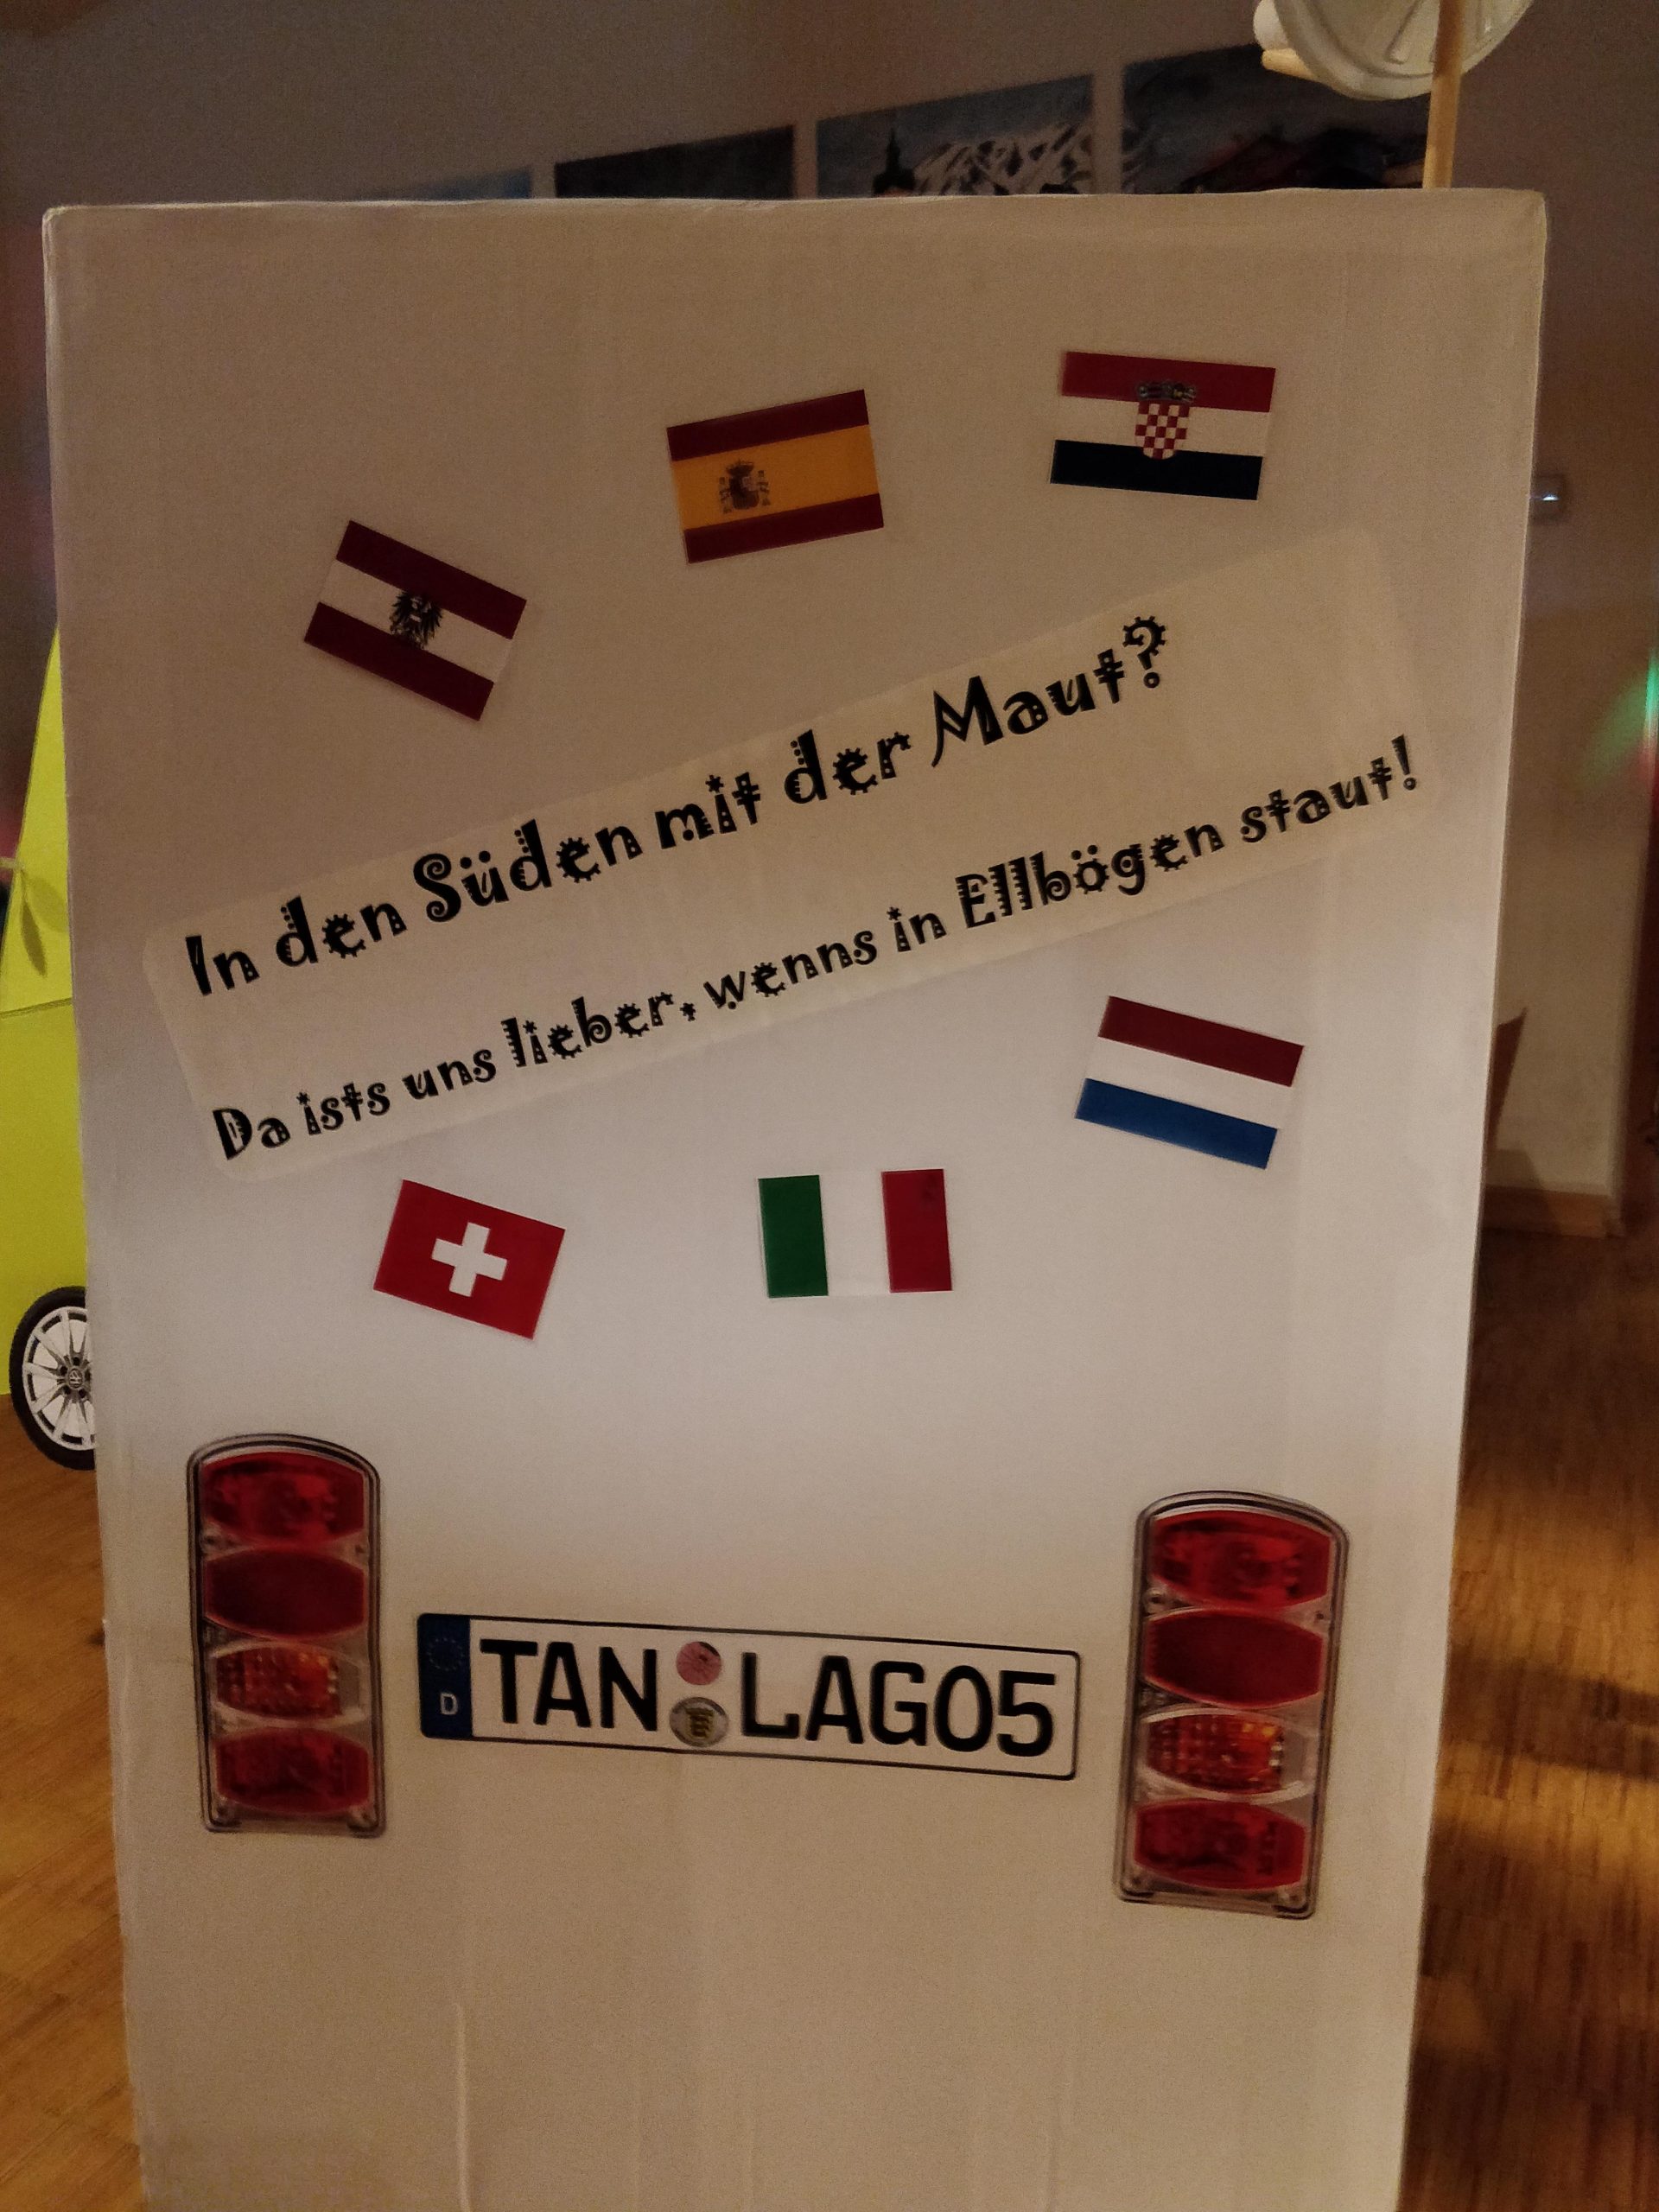 In den Süden mit der Maut?
Da ists uns lieber, wenns in Ellbögen staut!
D TAN LAG05